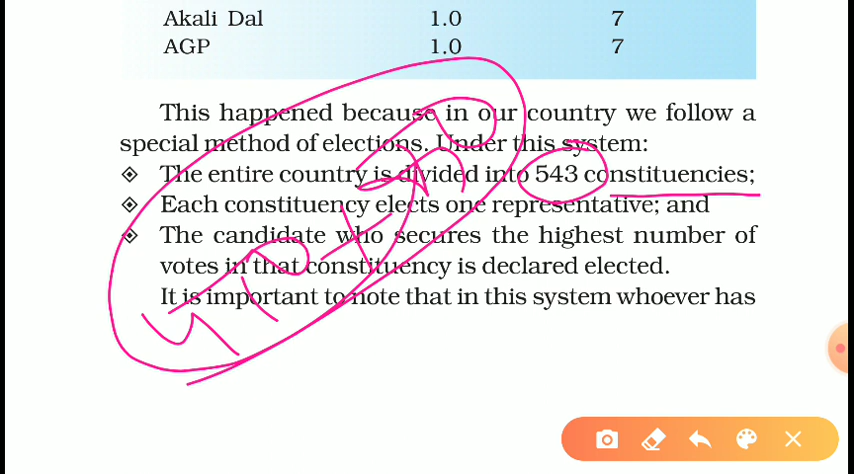 Akali Dal 1.0 7
AGP 1.0 7
This happened because in our country we follow a
special method of elections. Under this system:
The entire country is divided into 543 constituencies;
Each constituency elects one representative; and
The candidate who secures the highest number of
votes in that constituency is declared elected.
It is important to note that in this system whoever has